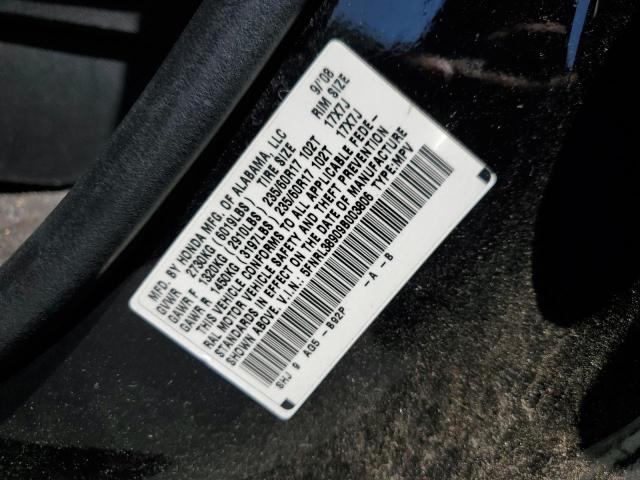 MFD. BY HONDA MFG. OF ALABAMA, LLC 9/'08
GVWR 2730KG (6019LBS) TIRE SIZE RIM SIZE
GAWR F 1320KG (2910LBS) 235/60R17 102T 17X7J
GAWR R 1450KG (3197LBS) 235/60R17 102T 17X7J
THIS VEHICLE CONFORMS TO ALL APPLICABLE FEDE-
RAL MOTOR VEHICLE SAFETY AND THEFT PREVENTION
STANDARDS IN EFFECT ON THE DATE OF MANUFACTURE
SHOWN ABOVE. V.I.N.: 5FNRL38909B003806 TYPE:MPV
SHJ 9 AG5 - B92P -A -B